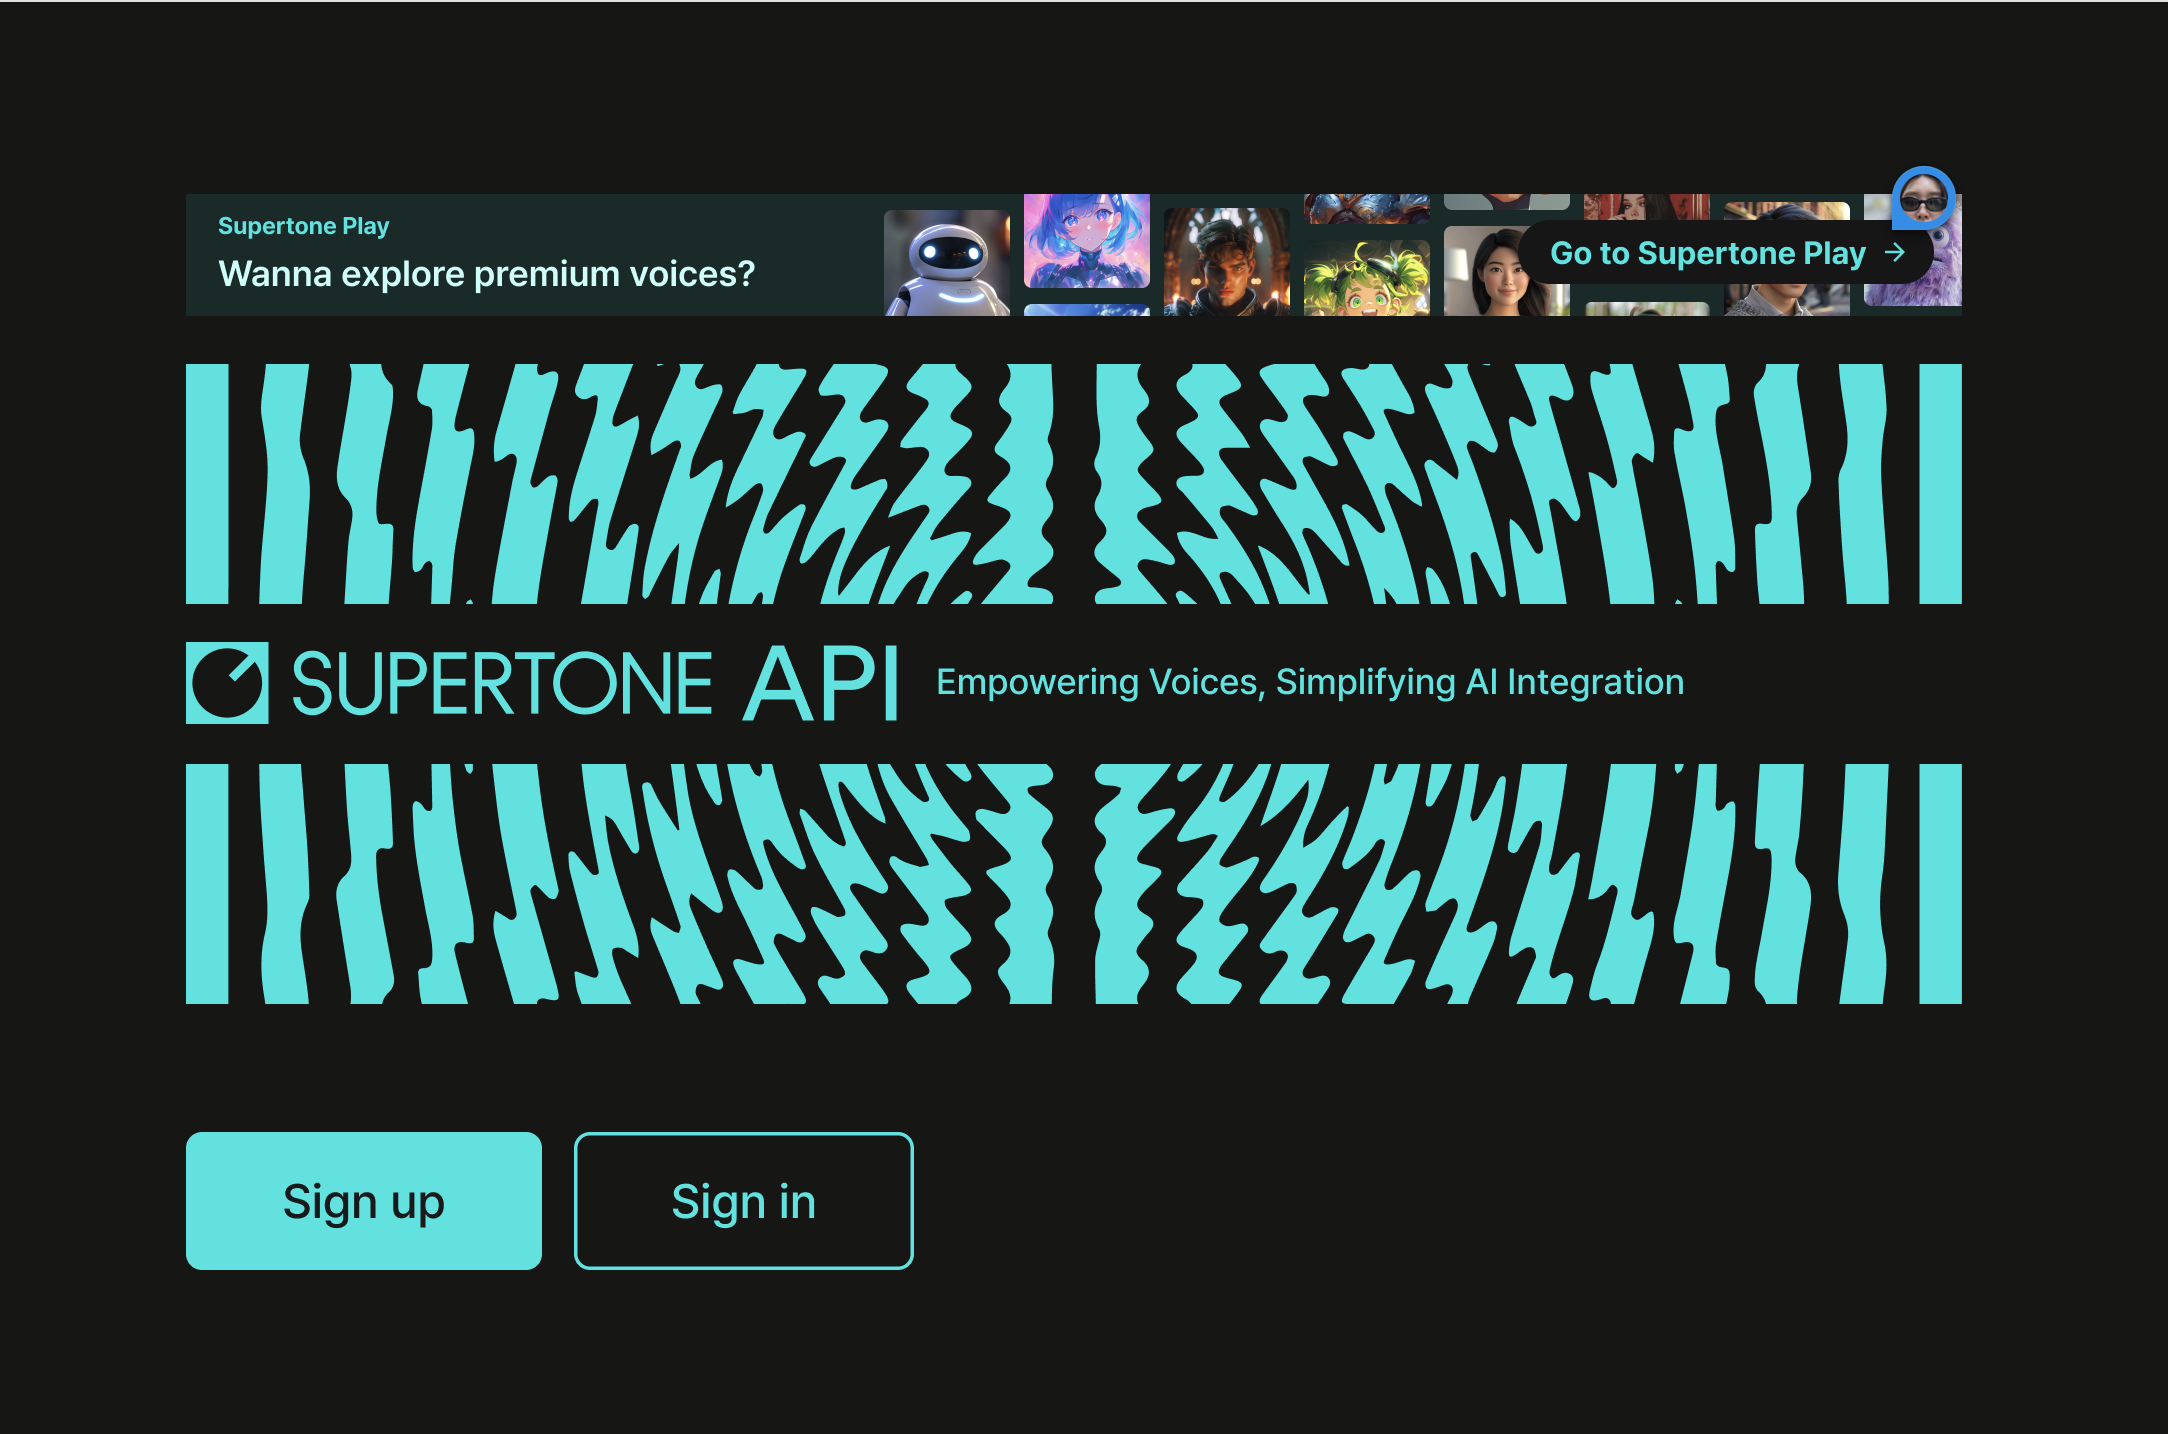 Supertone Play
Wanna explore premium voices?
Go to Supertone Play →
SUPERTONE API
Empowering Voices, Simplifying AI Integration
Sign up
Sign in